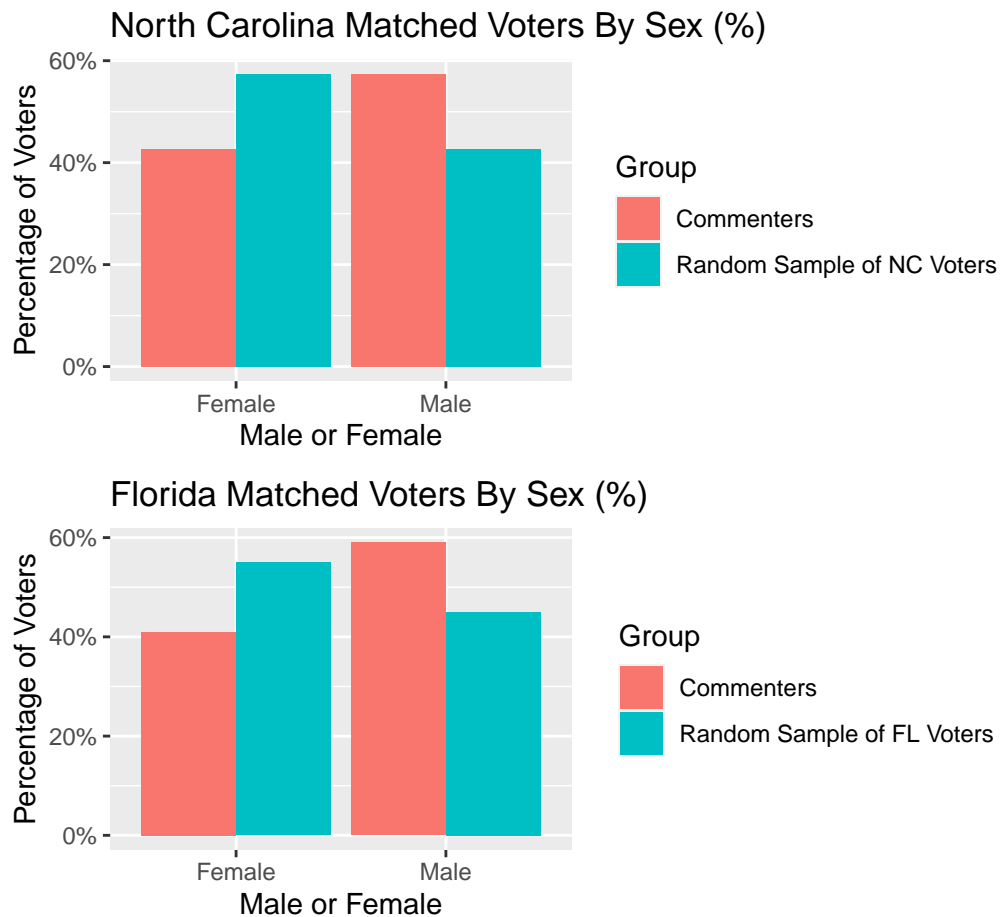 North Carolina Matched Voters By Sex (%)
Percentage of Voters
60%
40%
20%
0%
Female
Male
Male or Female
Group
Commenters
Random Sample of NC Voters
Florida Matched Voters By Sex (%)
Percentage of Voters
60%
40%
20%
0%
Female
Male
Male or Female
Group
Commenters
Random Sample of FL Voters